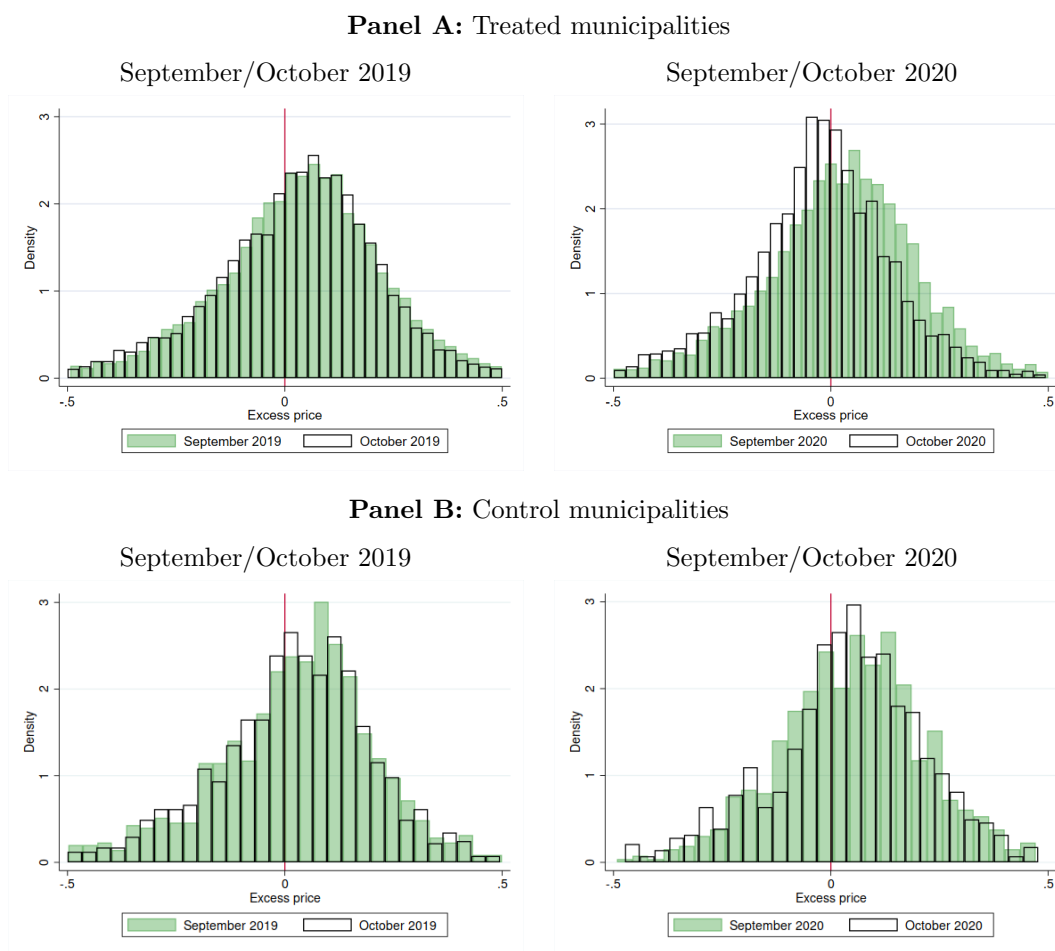 Panel A: Treated municipalities
September/October 2019
September/October 2020
3
2
1
0
Density
-.5
0
.5
Excess price
September 2019
October 2019
3
2
1
0
Density
-.5
0
.5
Excess price
September 2020
October 2020
Panel B: Control municipalities
September/October 2019
September/October 2020
3
2
1
0
Density
-.5
0
.5
Excess price
September 2019
October 2019
3
2
1
0
Density
-.5
0
.5
Excess price
September 2020
October 2020